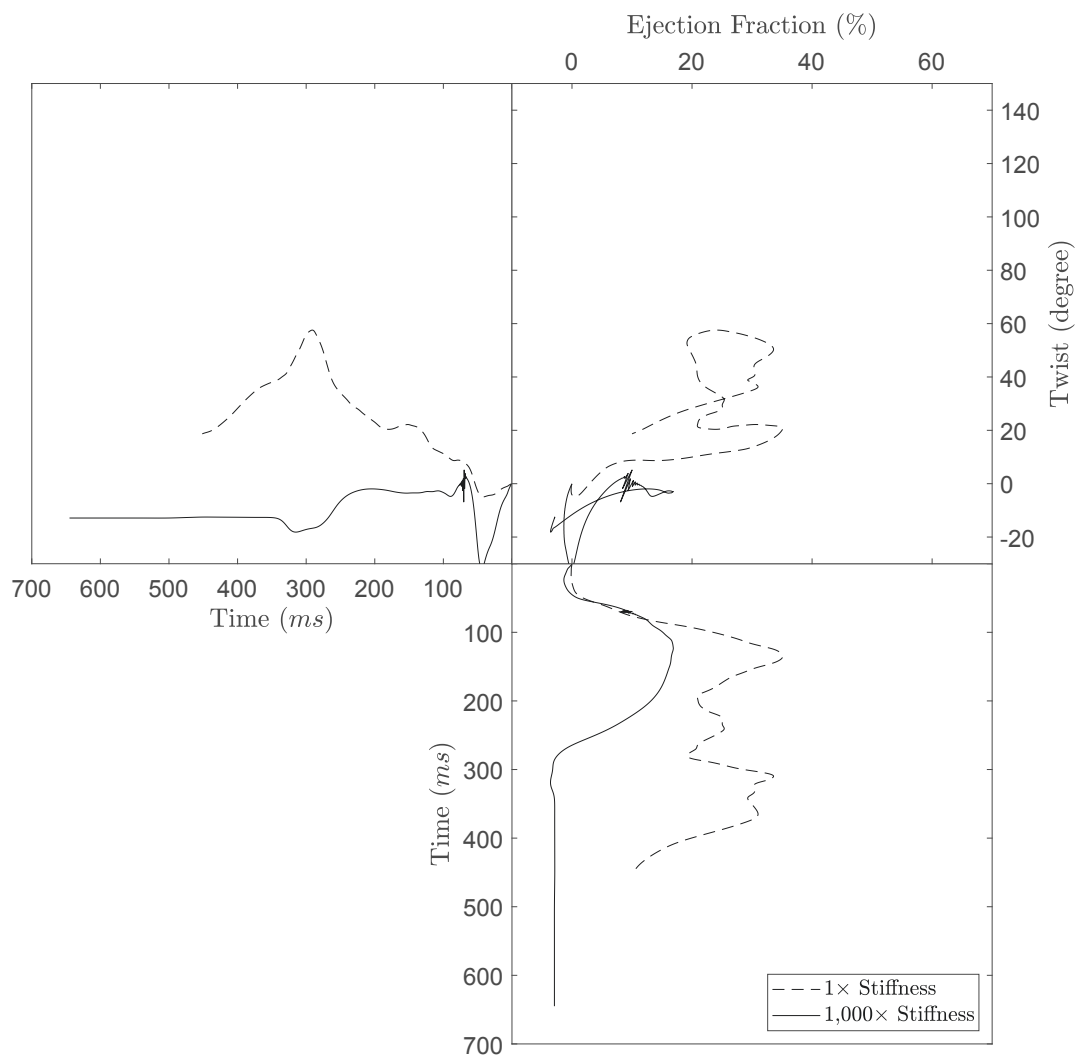 Ejection Fraction (%)
0 20 40 60
140
120
100
80
60
40
20
0
-20
Twist (degree)
700 600 500 400 300 200 100
Time (ms)
100
200
300
400
500
600
700
Time (ms)
1× Stiffness
1,000× Stiffness